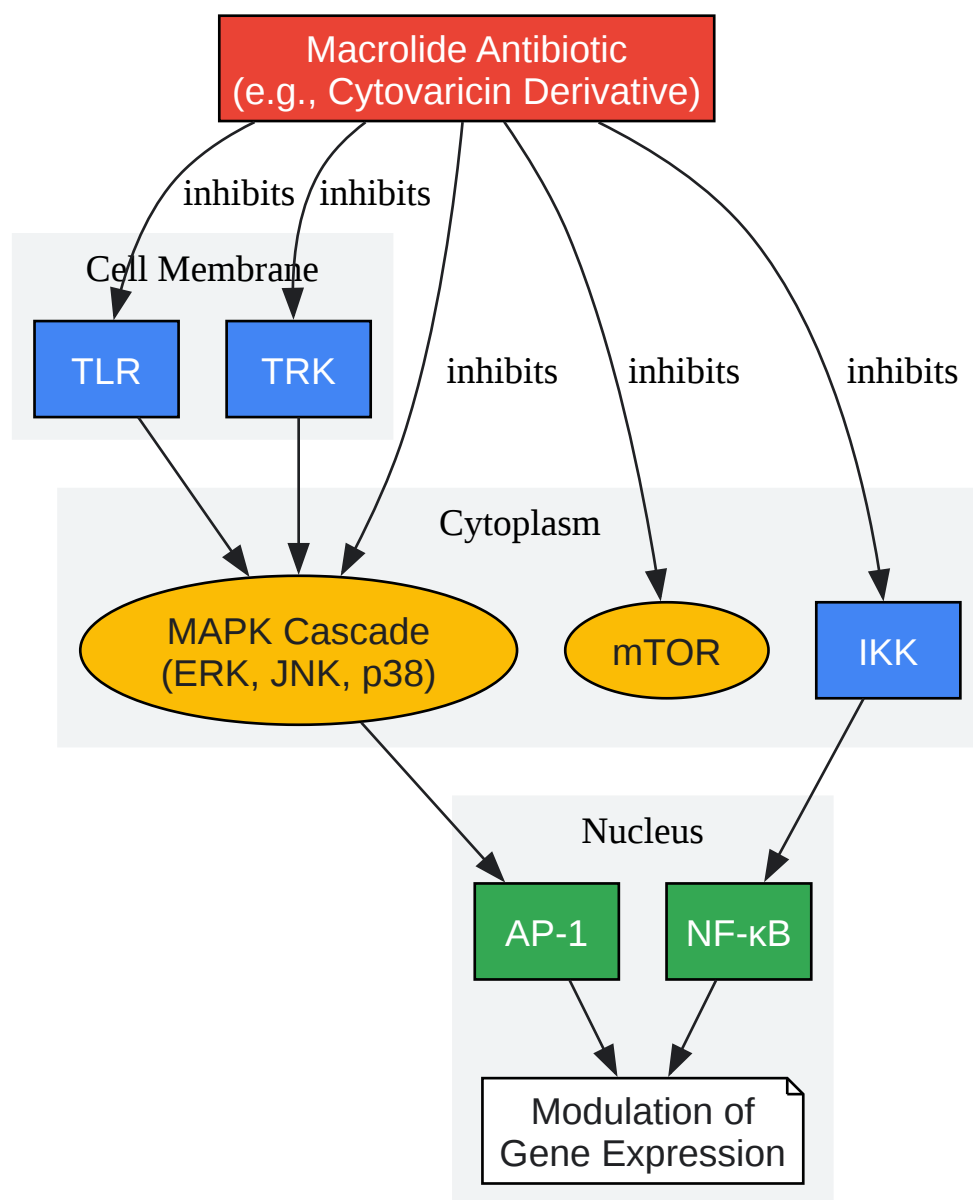 Macrolide Antibiotic
(e.g., Cytovaricin Derivative)
inhibits
inhibits
Cell Membrane
TLR
TRK
inhibits
inhibits
inhibits
Cytoplasm
MAPK Cascade
(ERK, JNK, p38)
mTOR
IKK
Nucleus
AP-1
NF-κB
Modulation of
Gene Expression